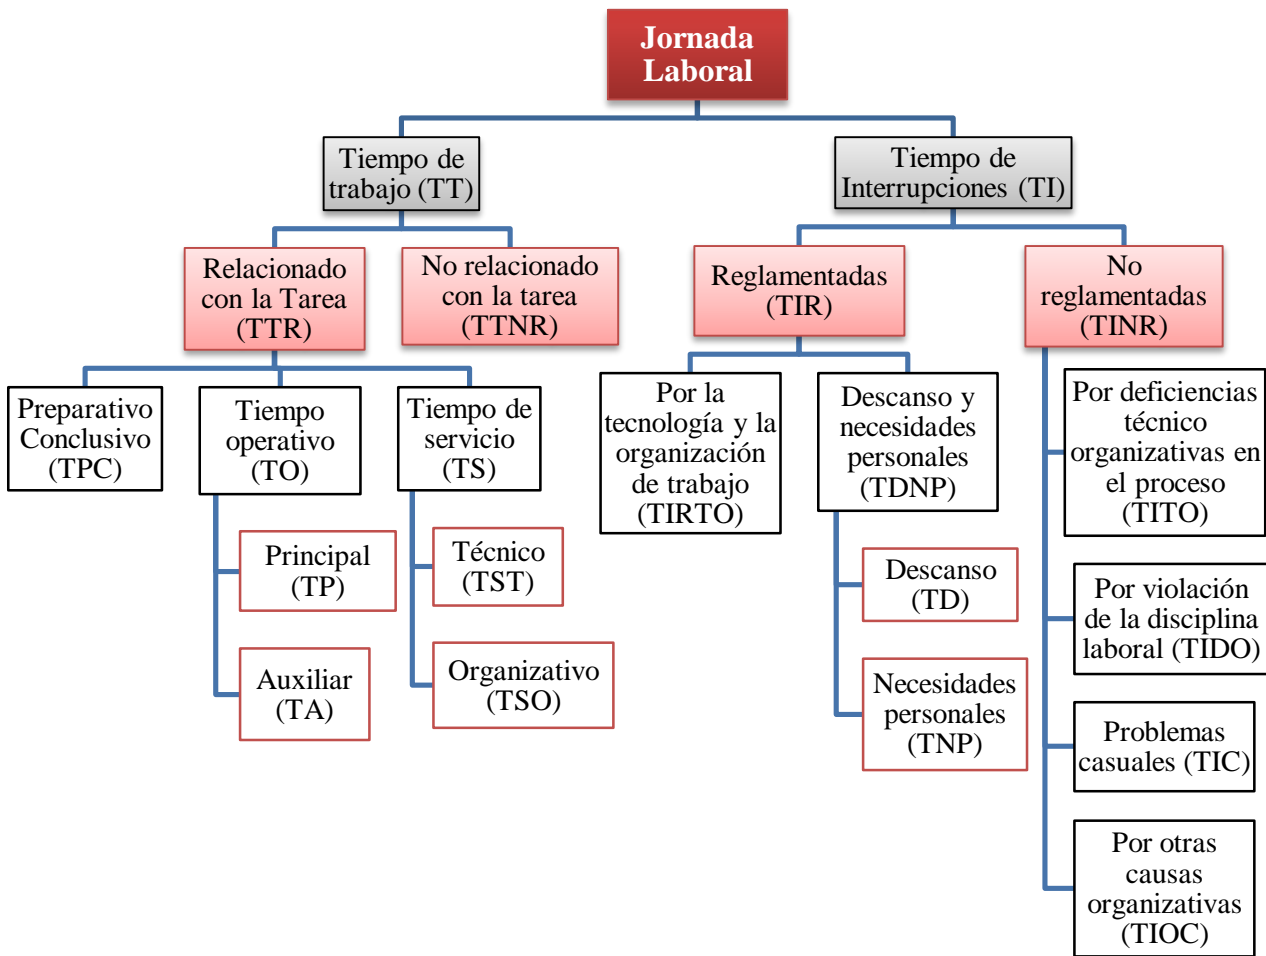 Jornada
Laboral
Tiempo de
trabajo (TT)
Tiempo de
Interrupciones (TI)
Relacionado
con la Tarea
(TTR)
No relacionado
con la tarea
(TTNR)
Reglamentadas
(TIR)
No
reglamentadas
(TINR)
Preparativo
Conclusivo
(TPC)
Tiempo
operativo
(TO)
Tiempo de
servicio
(TS)
Por la
tecnología y la
organización
de trabajo
(TIRTO)
Descanso y
necesidades
personales
(TDNP)
Por deficiencias
técnico
organizativas en
el proceso
(TITO)
Principal
(TP)
Técnico
(TST)
Descanso
(TD)
Por violación
de la disciplina
laboral (TIDO)
Auxiliar
(TA)
Organizativo
(TSO)
Necesidades
personales
(TNP)
Problemas
casuales (TIC)
Por otras
causas
organizativas
(TIOC)